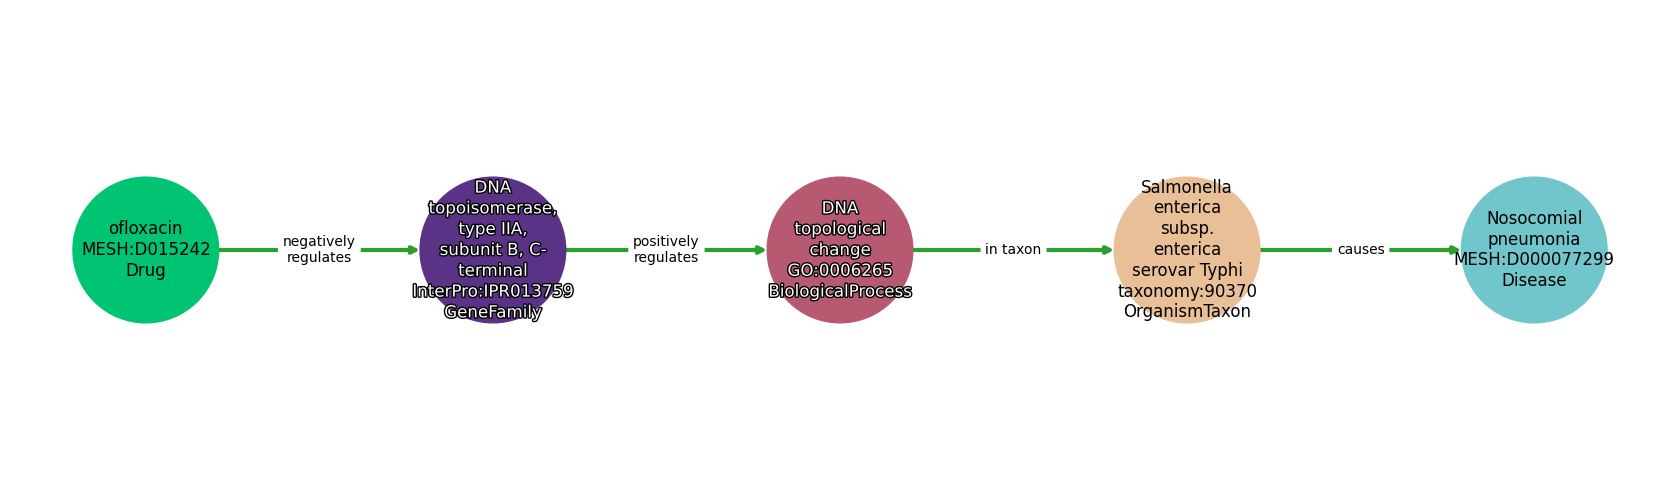 ofloxacin
MESH:D015242
Drug
negatively
regulates
DNA
topoisomerase,
type IIA,
subunit B, C-
terminal
InterPro:IPR013759
GeneFamily
positively
regulates
DNA
topological
change
GO:0006265
BiologicalProcess
in taxon
Salmonella
enterica
subsp.
enterica
serovar Typhi
taxonomy:90370
OrganismTaxon
causes
Nosocomial
pneumonia
MESH:D000077299
Disease